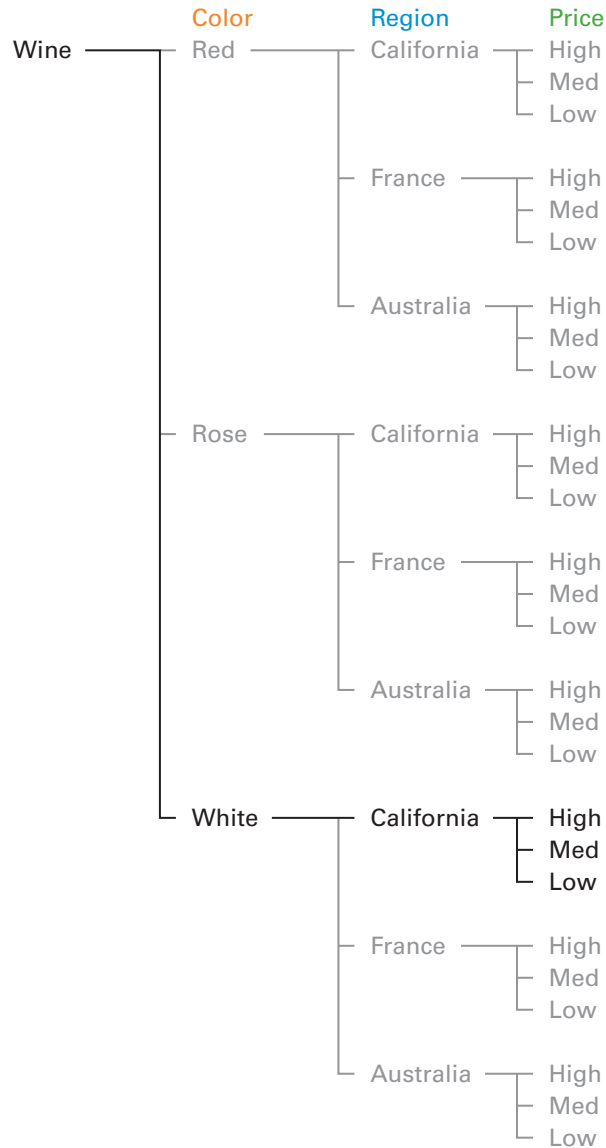 Color Region Price
Wine Red California High
Med
Low
France High
Med
Low
Australia High
Med
Low
Rose California High
Med
Low
France High
Med
Low
Australia High
Med
Low
White California High
Med
Low
France High
Med
Low
Australia High
Med
Low